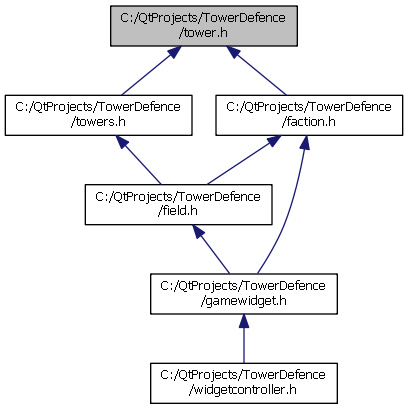 C:/QtProjects/TowerDefence
/tower.h
C:/QtProjects/TowerDefence
/towers.h
C:/QtProjects/TowerDefence
/faction.h
C:/QtProjects/TowerDefence
/field.h
C:/QtProjects/TowerDefence
/gamewidget.h
C:/QtProjects/TowerDefence
/widgetcontroller.h